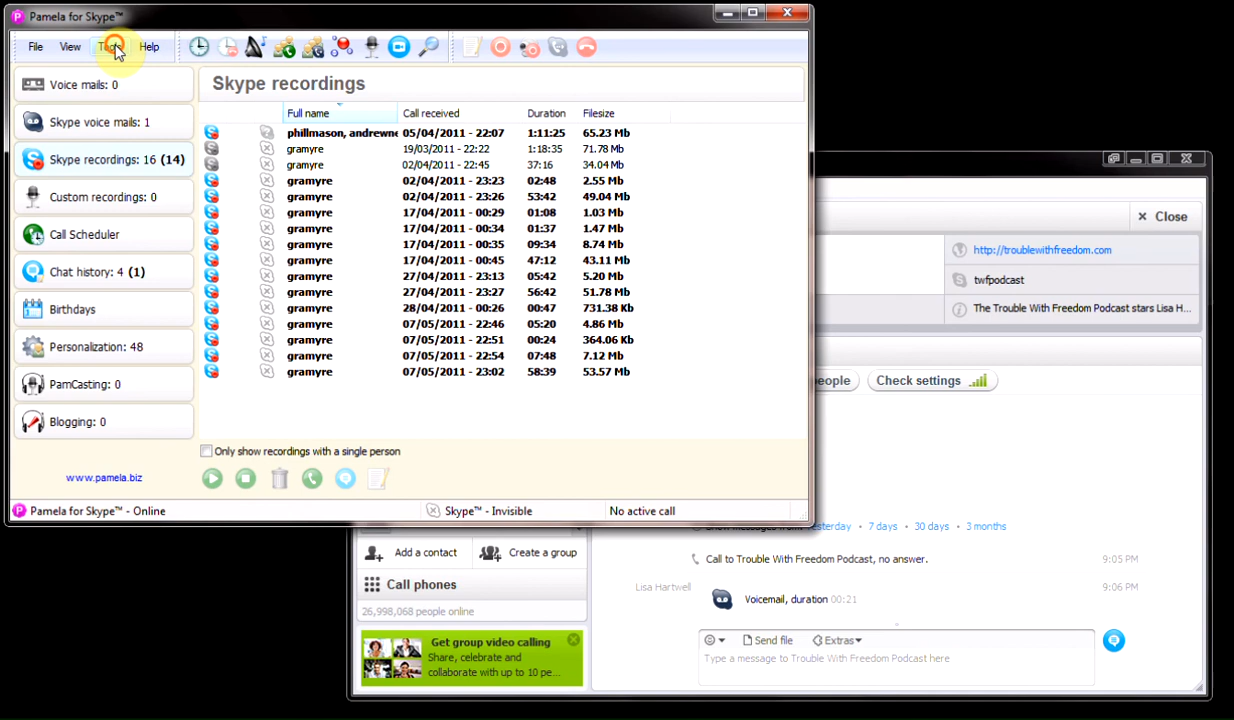 Pamela for Skype™
File View Tools Help
Voice mails: 0
Skype voice mails: 1
Skype recordings: 16 (14)
Custom recordings: 0
Call Scheduler
Chat history: 4 (1)
Birthdays
Personalization: 48
PamCasting: 0
Blogging: 0
www.pamela.biz
Skype recordings
Full name Call received Duration Filesize
phillmason, andrewne 05/04/2011 - 22:07 1:11:25 65.23 Mb
gramyre 19/03/2011 - 22:22 1:18:35 71.78 Mb
gramyre 02/04/2011 - 22:45 37:16 34.04 Mb
gramyre 02/04/2011 - 23:23 02:48 2.55 Mb
gramyre 02/04/2011 - 23:26 53:42 49.04 Mb
gramyre 17/04/2011 - 00:29 01:08 1.03 Mb
gramyre 17/04/2011 - 00:34 01:37 1.47 Mb
gramyre 17/04/2011 - 00:35 09:34 8.74 Mb
gramyre 17/04/2011 - 00:45 47:12 43.11 Mb
gramyre 27/04/2011 - 23:13 05:42 5.20 Mb
gramyre 27/04/2011 - 23:27 56:42 51.78 Mb
gramyre 28/04/2011 - 00:26 00:47 731.38 Kb
gramyre 07/05/2011 - 22:46 05:20 4.86 Mb
gramyre 07/05/2011 - 22:51 00:24 364.06 Kb
gramyre 07/05/2011 - 22:54 07:48 7.12 Mb
gramyre 07/05/2011 - 23:02 58:39 53.57 Mb
Only show recordings with a single person
Pamela for Skype™ - Online Skype™ - Invisible No active call
Close
http://troublewithfreedom.com
twfpodcast
The Trouble With Freedom Podcast stars Lisa H...
people Check settings
7 days 30 days 3 months
Call to Trouble With Freedom Podcast, no answer. 9:05 PM
Lisa Hartwell Voicemail, duration 00:21 9:06 PM
Send file Extras
Type a message to Trouble With Freedom Podcast here
Add a contact Create a group
Call phones
26,998,068 people online
Get group video calling
Share, celebrate and
collaborate with up to 10 pe...